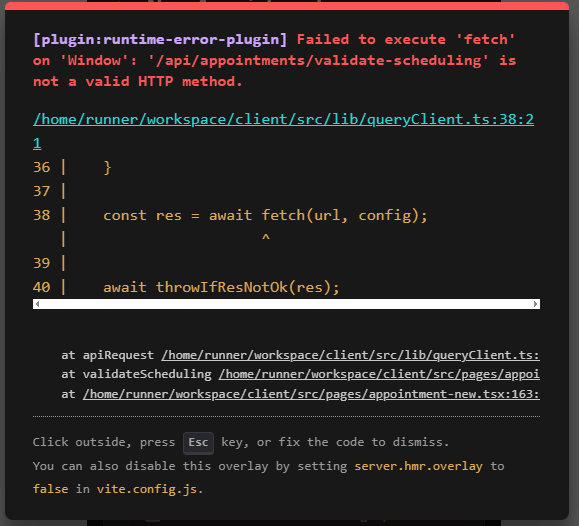 [plugin:runtime-error-plugin] Failed to execute 'fetch'
on 'Window': '/api/appointments/validate-scheduling' is
not a valid HTTP method.
/home/runner/workspace/client/src/lib/queryClient.ts:38:2
1
36 |    }
37 |
38 |    const res = await fetch(url, config);
   |                      ^
39 |
40 |    await throwIfResNotOk(res);
at apiRequest /home/runner/workspace/client/src/lib/queryClient.ts:
at validateScheduling /home/runner/workspace/client/src/pages/appoi
at /home/runner/workspace/client/src/pages/appointment-new.tsx:163:
Click outside, press Esc key, or fix the code to dismiss.
You can also disable this overlay by setting server.hmr.overlay to
false in vite.config.js.